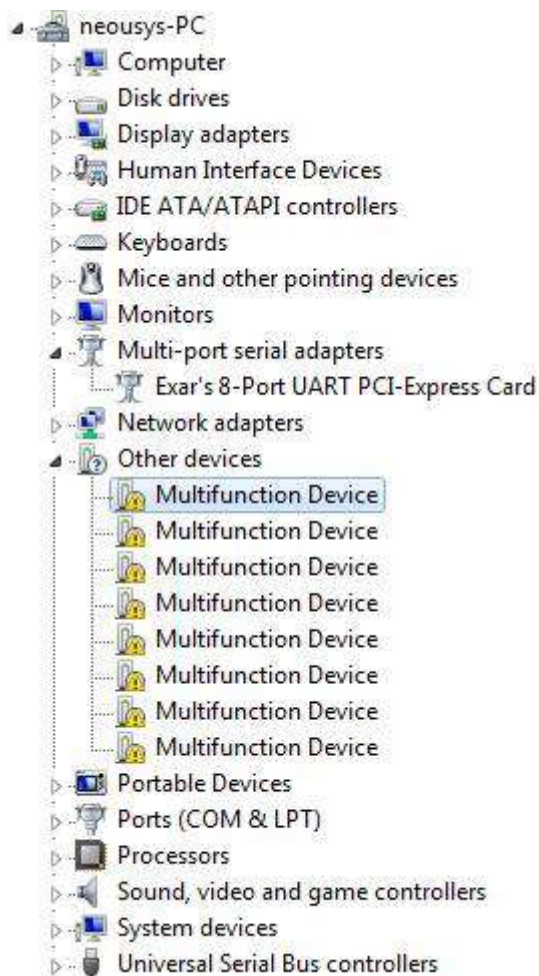 neousys-PC
Computer
Disk drives
Display adapters
Human Interface Devices
IDE ATA/ATAPI controllers
Keyboards
Mice and other pointing devices
Monitors
Multi-port serial adapters
Exar's 8-Port UART PCI-Express Card
Network adapters
Other devices
Multifunction Device
Multifunction Device
Multifunction Device
Multifunction Device
Multifunction Device
Multifunction Device
Multifunction Device
Multifunction Device
Portable Devices
Ports (COM & LPT)
Processors
Sound, video and game controllers
System devices
Universal Serial Bus controllers